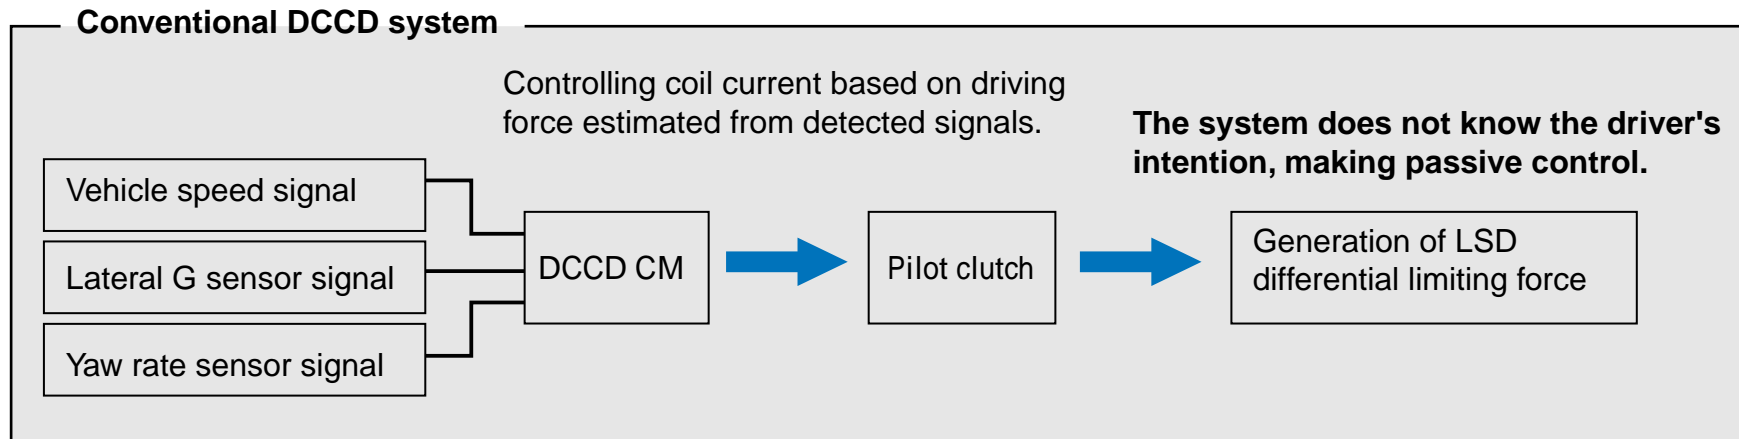 Conventional DCCD system
Controlling coil current based on driving
force estimated from detected signals.
The system does not know the driver's
intention, making passive control.
Vehicle speed signal
Lateral G sensor signal
Yaw rate sensor signal
DCCD CM
Pilot clutch
Generation of LSD
differential limiting force